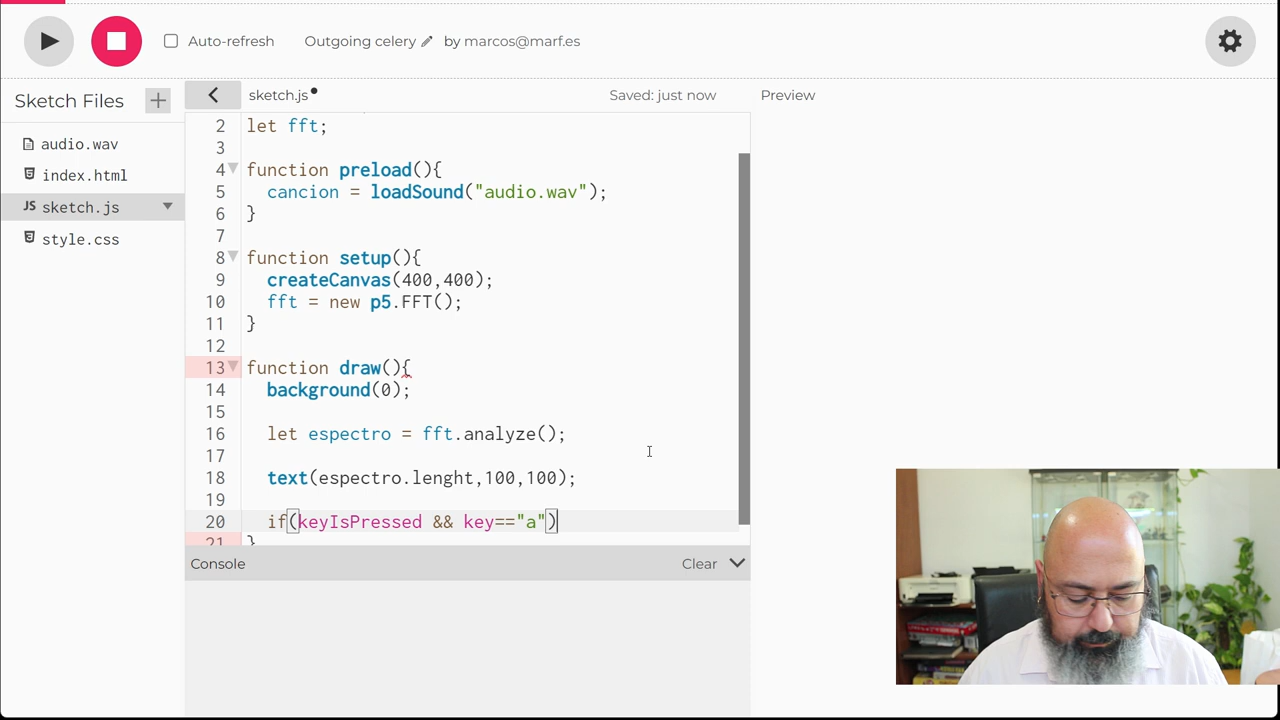 Auto-refresh
Outgoing celery
by marcos@marf.es
Sketch Files
sketch.js
Saved: just now
Preview
audio.wav
index.html
JS sketch.js
style.css
2 let fft;
3
4 function preload(){
5 cancion = loadSound("audio.wav");
6 }
7
8 function setup(){
9 createCanvas(400,400);
10 fft = new p5.FFT();
11 }
12
13 function draw(){
14 background(0);
15
16 let espectro = fft.analyze();
17
18 text(espectro.lenght,100,100);
19
20 if(keyIsPressed && key=="a")
21 }
Console
Clear